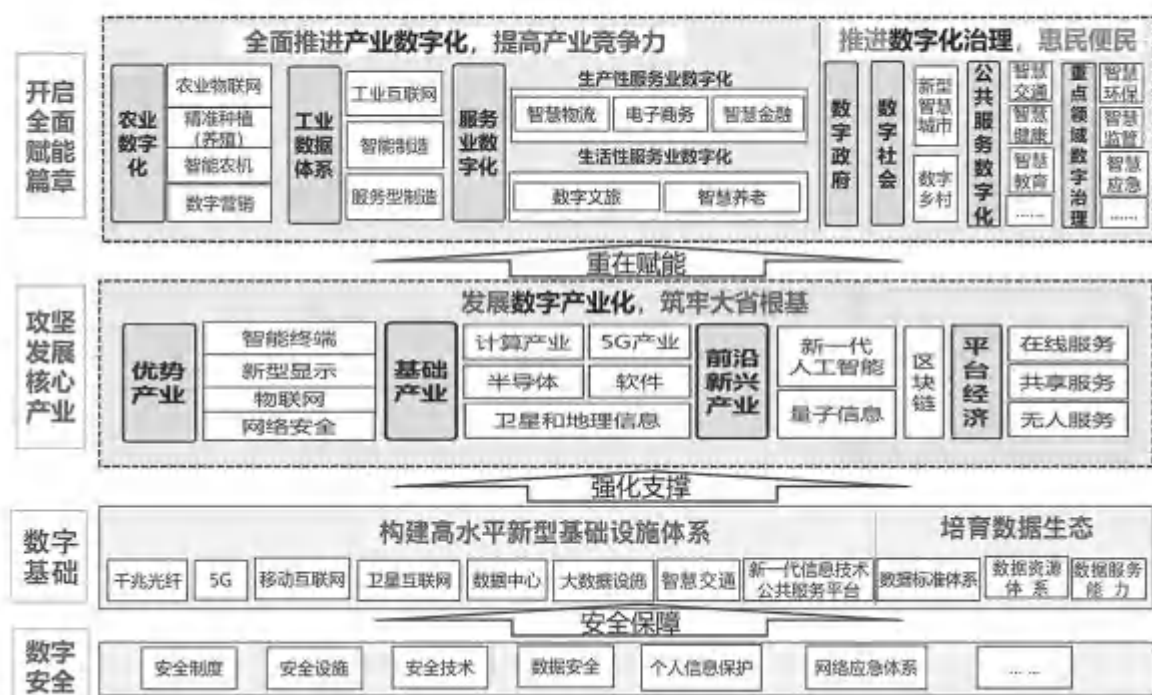 开启全面赋能篇章
全面推进产业数字化，提高产业竞争力
农业数字化
农业物联网
精准种植(养殖)
智能农机
数字营销
工业数据体系
工业互联网
智能制造
服务型制造
服务业数字化
生产性服务业数字化
智慧物流
电子商务
智慧金融
生活性服务业数字化
数字文旅
智慧养老
推进数字化治理，惠民便民
数字政府
数字社会
新型智慧城市
数字乡村
公共服务数字化
智慧交通
智慧健康
智慧教育
……
重点领域数字治理
智慧环保
智慧监管
智慧应急
……
重在赋能
攻坚发展核心产业
发展数字产业化，筑牢大省根基
优势产业
智能终端
新型显示
物联网
网络安全
基础产业
计算产业
5G产业
半导体
软件
卫星和地理信息
前沿新兴产业
新一代人工智能
量子信息
区块链
平台经济
在线服务
共享服务
无人服务
强化支撑
数字基础
构建高水平新型基础设施体系
千兆光纤
5G
移动互联网
卫星互联网
数据中心
大数据设施
智慧交通
新一代信息技术公共服务平台
培育数据生态
数据标准体系
数据资源体系
数据服务能力
安全保障
数字安全
安全制度
安全设施
安全技术
数据安全
个人信息保护
网络应急体系
……